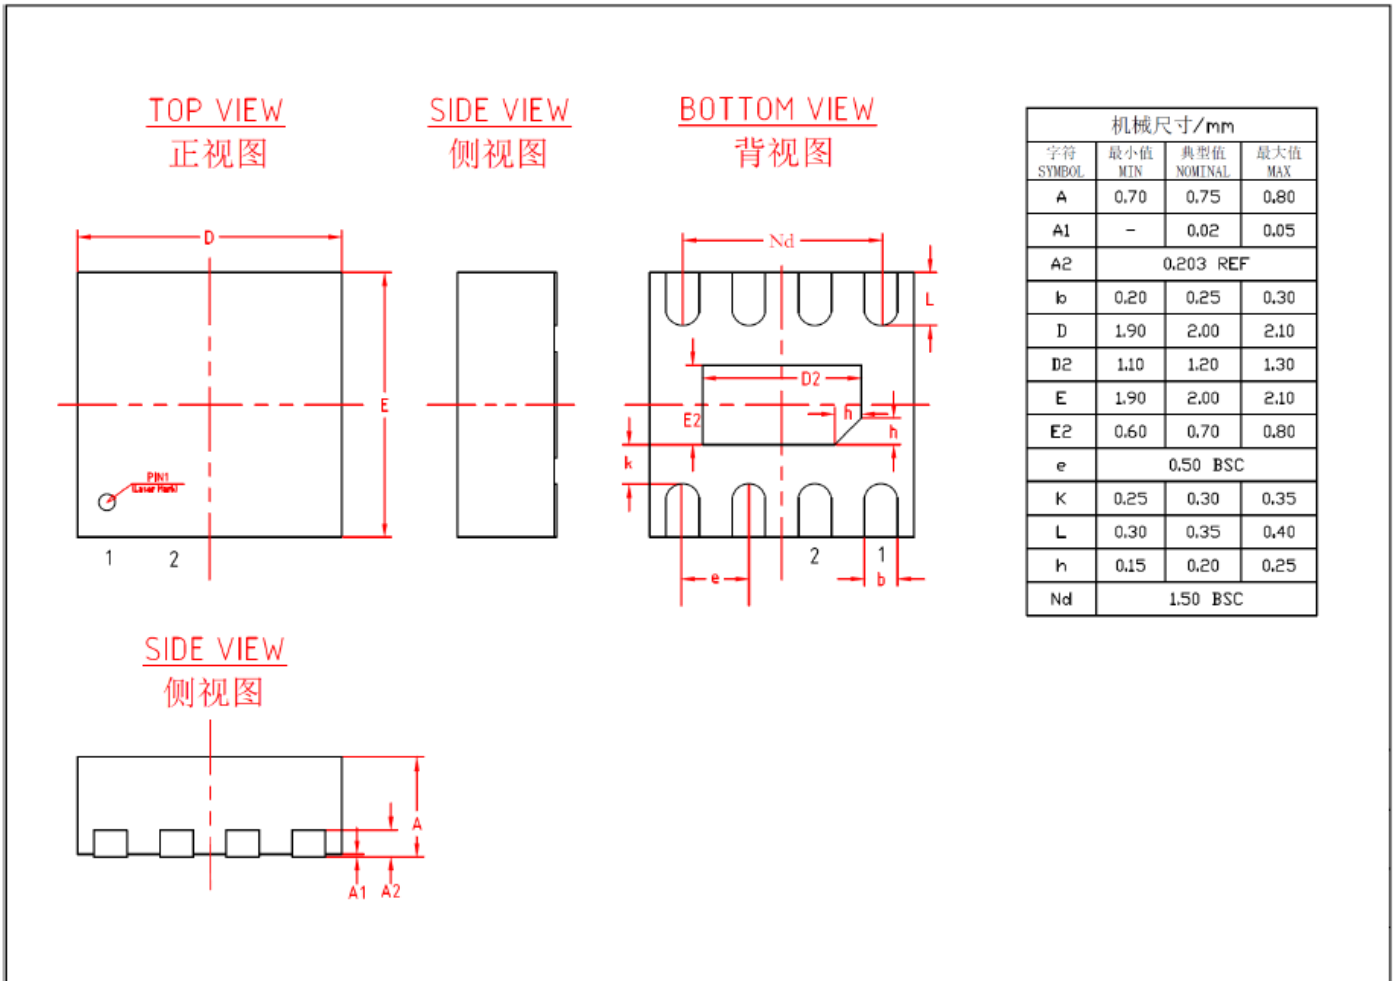 TOP VIEW
正视图
SIDE VIEW
侧视图
BOTTOM VIEW
背视图
D
E
PIN1
(Laser Mark)
1 2
Nd
L
D2
E2
h
h
k
2 1
e
b
SIDE VIEW
侧视图
A
A1 A2
机械尺寸/mm
字符 最小值 典型值 最大值
SYMBOL MIN NOMINAL MAX
A 0.70 0.75 0.80
A1 - 0.02 0.05
A2 0.203 REF
b 0.20 0.25 0.30
D 1.90 2.00 2.10
D2 1.10 1.20 1.30
E 1.90 2.00 2.10
E2 0.60 0.70 0.80
e 0.50 BSC
K 0.25 0.30 0.35
L 0.30 0.35 0.40
h 0.15 0.20 0.25
Nd 1.50 BSC